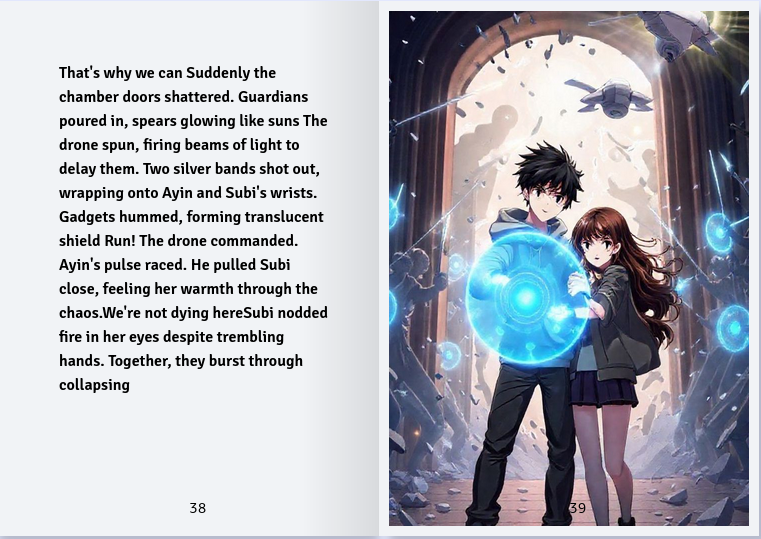 That's why we can Suddenly the
chamber doors shattered. Guardians
poured in, spears glowing like suns The
drone spun, firing beams of light to
delay them. Two silver bands shot out,
wrapping onto Ayin and Subi's wrists.
Gadgets hummed, forming translucent
shield Run! The drone commanded.
Ayin's pulse raced. He pulled Subi
close, feeling her warmth through the
chaos.We're not dying hereSubi nodded
fire in her eyes despite trembling
hands. Together, they burst through
collapsing
38
39